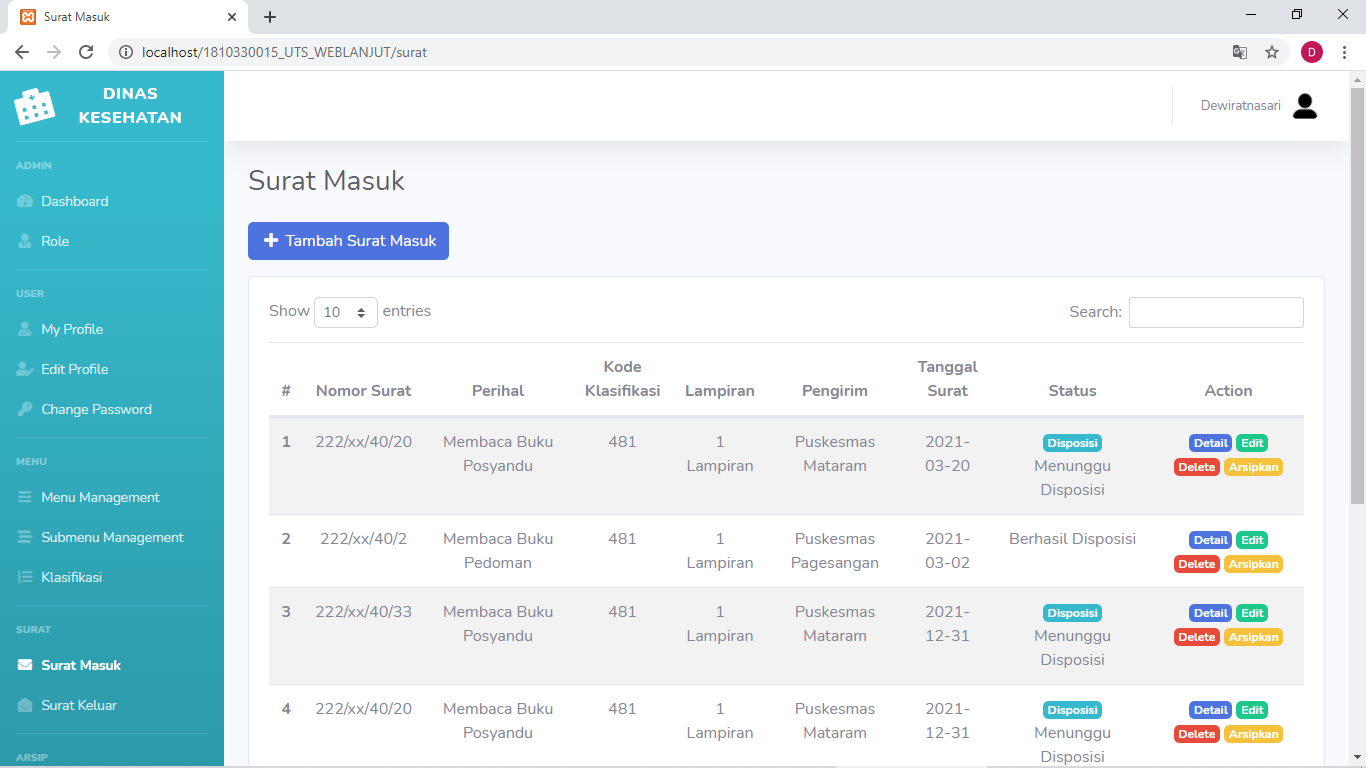 Surat Masuk
localhost/1810330015_UTS_WEBLANJUT/surat
D
DINAS
KESEHATAN
Dewiratnasari
ADMIN
Dashboard
Role
USER
My Profile
Edit Profile
Change Password
MENU
Menu Management
Submenu Management
Klasifikasi
SURAT
Surat Masuk
Surat Keluar
ARSIP
Surat Masuk
Tambah Surat Masuk
Show 10 entries
Search:
# Nomor Surat Perihal Kode Klasifikasi Lampiran Pengirim Tanggal Surat Status Action
1 222/xx/40/20 Membaca Buku 481 1 Puskesmas 2021- Disposisi Detail Edit
Posyandu Lampiran Mataram 03-20 Menunggu Delete Arsipkan
Disposisi
2 222/xx/40/2 Membaca Buku 481 1 Puskesmas 2021- Berhasil Disposisi Detail Edit
Pedoman Lampiran Pagesangan 03-02 Delete Arsipkan
3 222/xx/40/33 Membaca Buku 481 1 Puskesmas 2021- Disposisi Detail Edit
Posyandu Lampiran Mataram 12-31 Menunggu Delete Arsipkan
Disposisi
4 222/xx/40/20 Membaca Buku 481 1 Puskesmas 2021- Disposisi Detail Edit
Posyandu Lampiran Mataram 12-31 Menunggu Delete Arsipkan
Disposisi